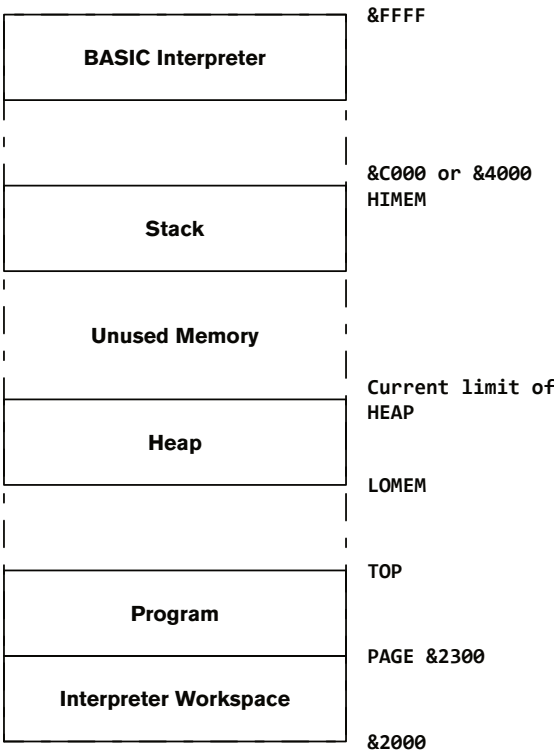 &FFFF
BASIC Interpreter
&C000 or &4000
HIMEM
Stack
Unused Memory
Current limit of
HEAP
Heap
LOMEM
TOP
Program
PAGE &2300
Interpreter Workspace
&2000